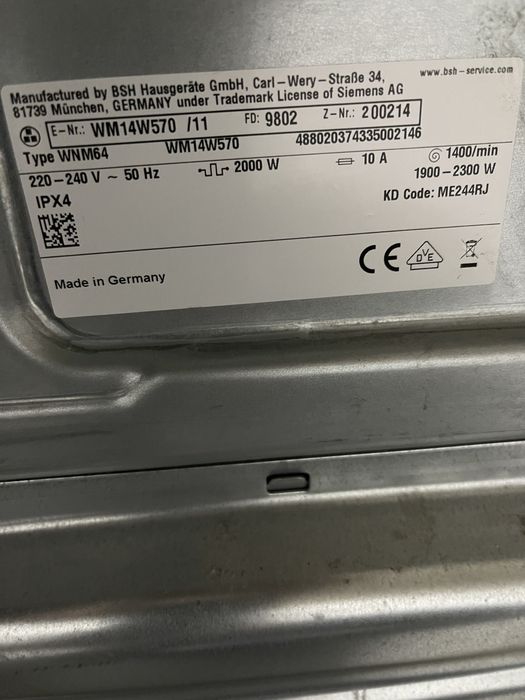 www.bsh-service.com
Manufactured by BSH Hausgeräte GmbH, Carl-Wery-Straße 34,
81739 München, GERMANY under Trademark License of Siemens AG
E-Nr.: WM14W570 /11 FD: 9802 Z-Nr.: 200214
Type WNM64 WM14W570 488020374335002146
220-240 V ~ 50 Hz 2000 W 10 A 1400/min
1900-2300 W
IPX4 KD Code: ME244RJ
CE DVE
Made in Germany